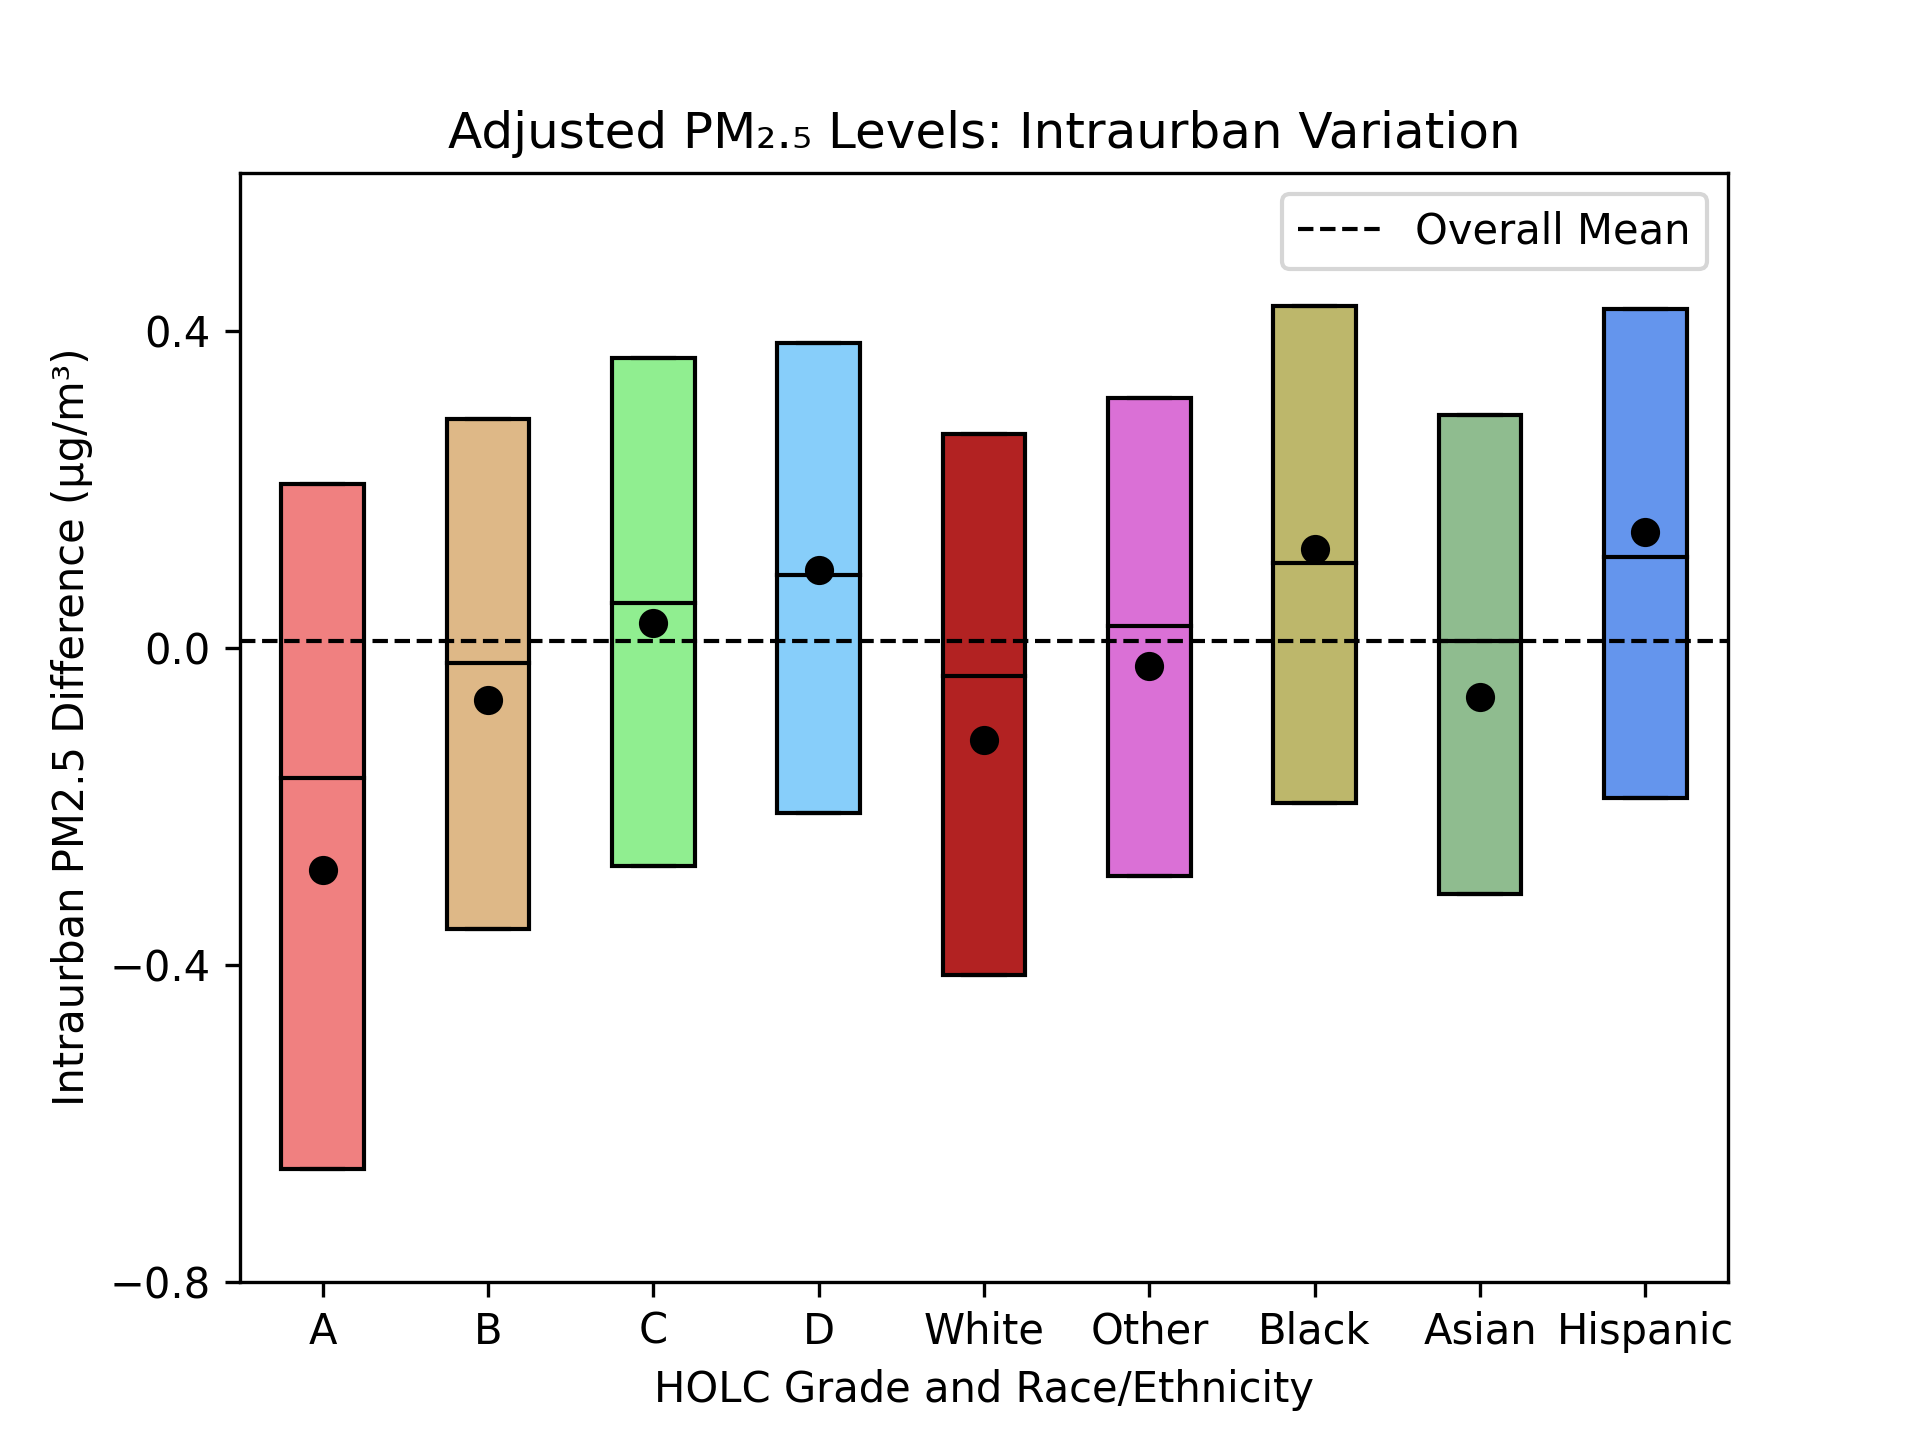 Adjusted PM₂.₅ Levels: Intraurban Variation
Overall Mean
Intraurban PM2.5 Difference (µg/m³)
0.4
0.0
−0.4
−0.8
A B C D White Other Black Asian Hispanic
HOLC Grade and Race/Ethnicity